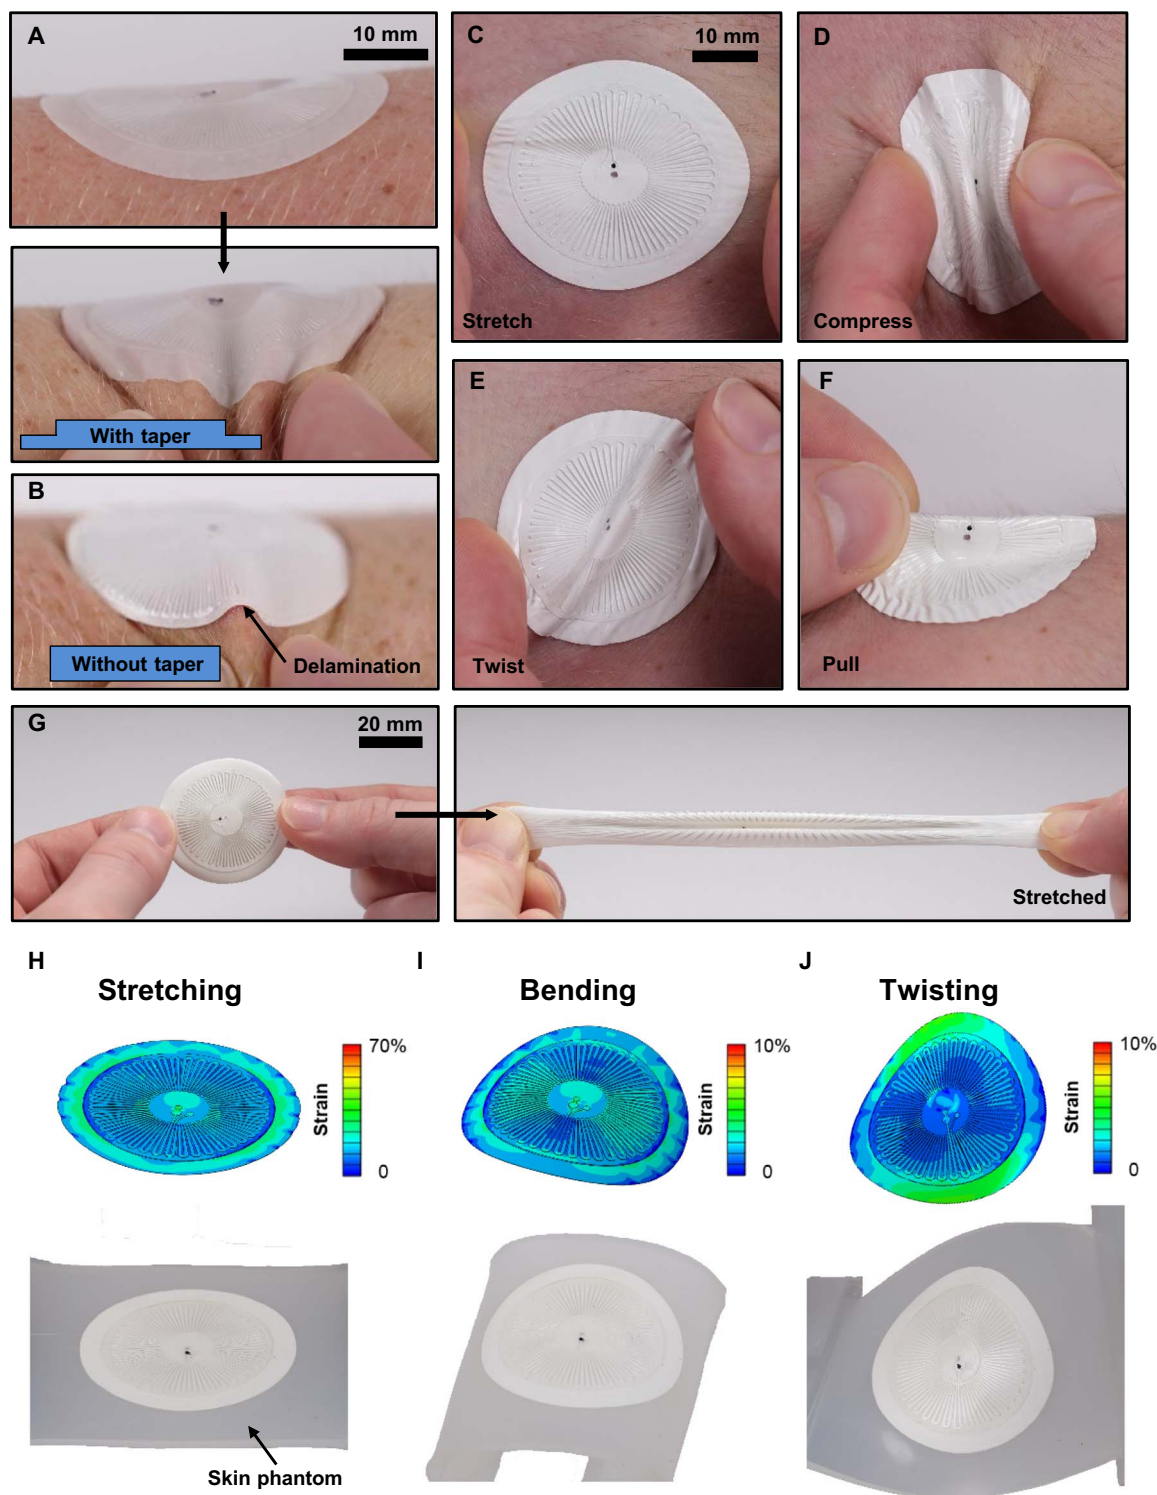 A
10 mm
With taper
B
Without taper
Delamination
C
10 mm
Stretch
D
Compress
E
Twist
F
Pull
G
20 mm
Stretched
H
Stretching
70%
Strain
0
I
Bending
10%
Strain
0
J
Twisting
10%
Strain
0
Skin phantom